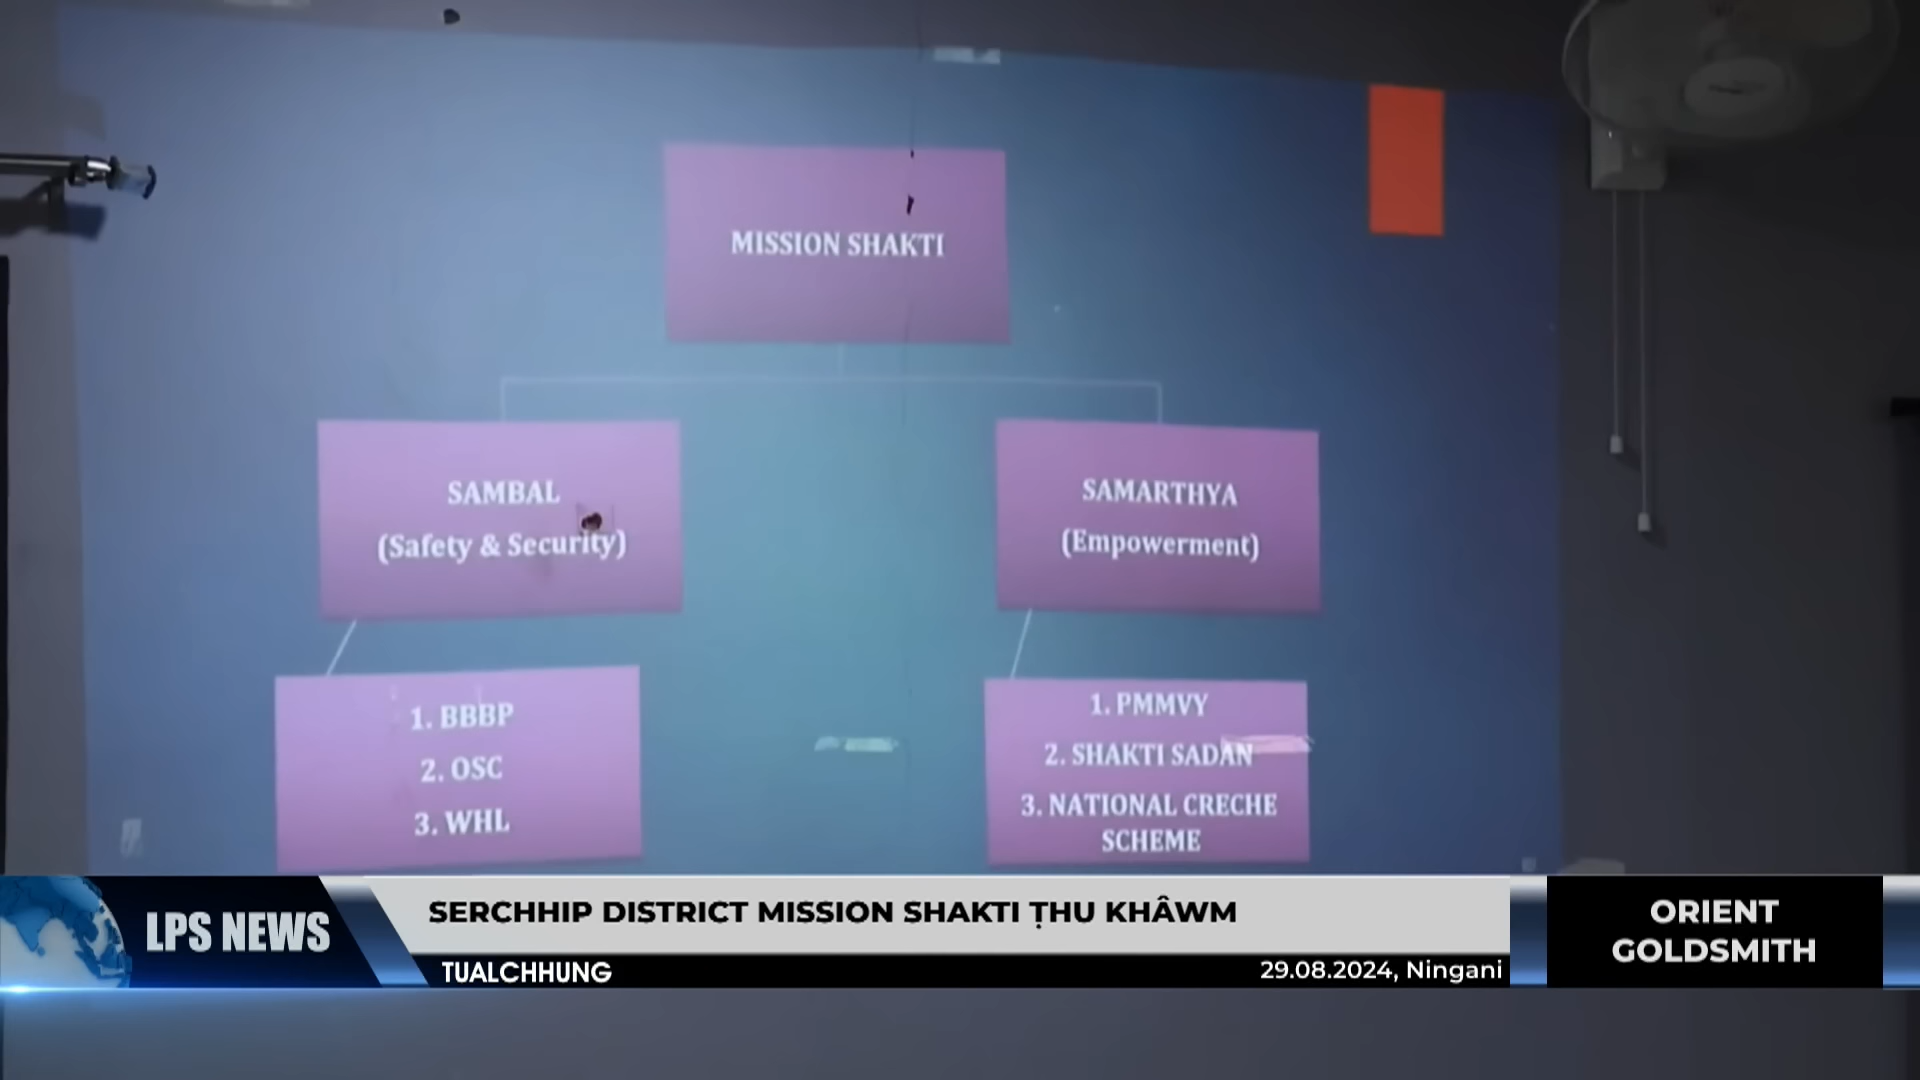 MISSION SHAKTI
SAMBAL
(Safety & Security)
SAMARTHYA
(Empowerment)
1. BBBP
2. OSC
3. WHL
1. PMMVY
2. SHAKTI SADAN
3. NATIONAL CRECHE
SCHEME
LPS NEWS
SERCHHIP DISTRICT MISSION SHAKTI ṬHU KHÂWM
TUALCHHUNG
29.08.2024, Ningani
ORIENT
GOLDSMITH